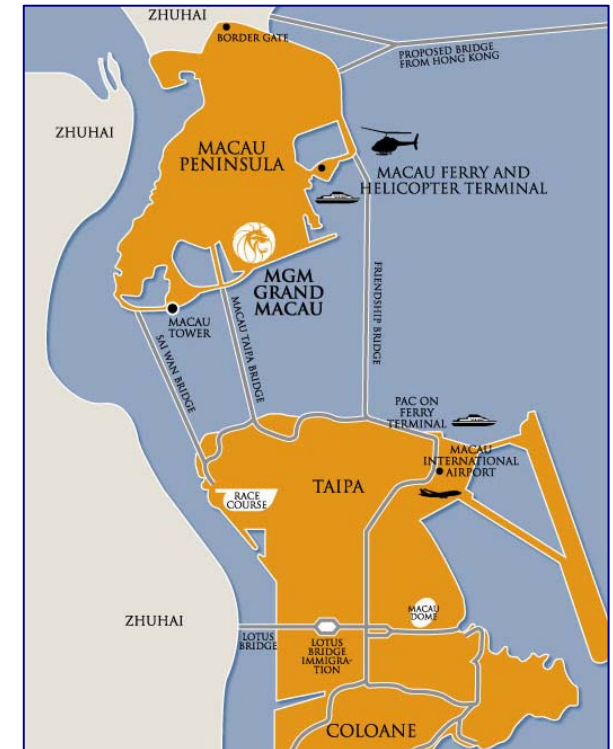 ZHUHAI
BORDER GATE
PROPOSED BRIDGE
FROM HONG KONG
ZHUHAI
MACAU
PENINSULA
MACAU FERRY AND
HELICOPTER TERMINAL
MGM
GRAND
MACAU
FRIENDSHIP BRIDGE
MACAU TAIPA BRIDGE
MACAU
TOWER
SAI WAN BRIDGE
PAC ON
FERRY
TERMINAL
MACAU
INTERNATIONAL
AIRPORT
TAIPA
RACE
COURSE
MACAU
DOME
ZHUHAI
LOTUS
BRIDGE
LOTUS
BRIDGE
IMMIGRA-
TION
COLOANE